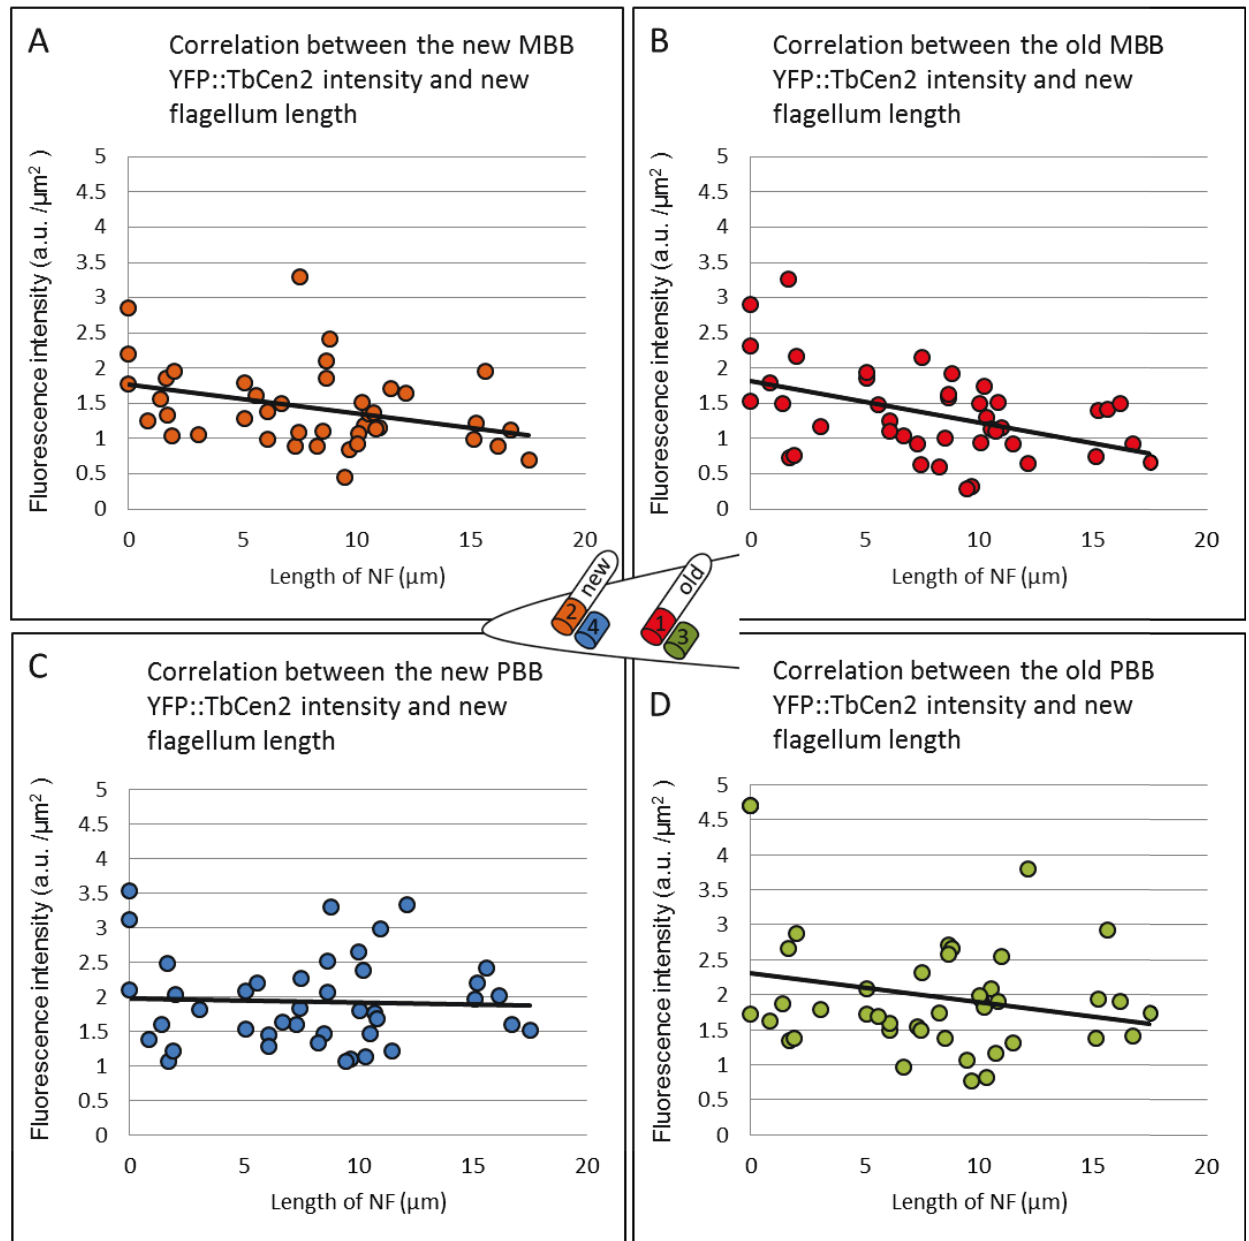 A
Correlation between the new MBB
YFP::TbCen2 intensity and new
flagellum length
Fluorescence intensity (a.u. /µm²)
5
4.5
4
3.5
3
2.5
2
1.5
1
0.5
0
0 5 10 15 20
Length of NF (µm)
B
Correlation between the old MBB
YFP::TbCen2 intensity and new
flagellum length
Fluorescence intensity (a.u. /µm²)
5
4.5
4
3.5
3
2.5
2
1.5
1
0.5
0
0 5 10 15 20
Length of NF (µm)
new
2
4
old
1
3
C
Correlation between the new PBB
YFP::TbCen2 intensity and new
flagellum length
Fluorescence intensity (a.u. /µm²)
5
4.5
4
3.5
3
2.5
2
1.5
1
0.5
0
0 5 10 15 20
Length of NF (µm)
D
Correlation between the old PBB
YFP::TbCen2 intensity and new
flagellum length
Fluorescence intensity (a.u. /µm²)
5
4.5
4
3.5
3
2.5
2
1.5
1
0.5
0
0 5 10 15 20
Length of NF (µm)